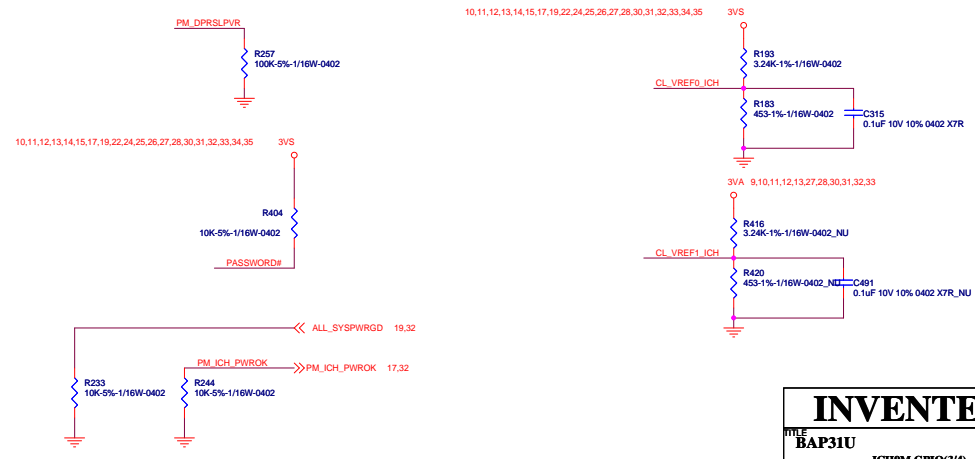 PM_DPRSLPVR
R257
100K-5%-1/16W-0402
10,11,12,13,14,15,17,19,22,24,25,26,27,28,30,31,32,33,34,35 3VS
R404
10K-5%-1/16W-0402
PASSWORD#
ALL_SYSPWRGD 19,32
PM_ICH_PWROK
PM_ICH_PWROK 17,32
R233
10K-5%-1/16W-0402
R244
10K-5%-1/16W-0402
10,11,12,13,14,15,17,19,22,24,25,26,27,28,30,31,32,33,34,35 3VS
R193
3.24K-1%-1/16W-0402
CL_VREF0_ICH
R183
453-1%-1/16W-0402
C315
0.1uF 10V 10% 0402 X7R
3VA 9,10,11,12,13,27,28,30,31,32,33
R416
3.24K-1%-1/16W-0402_NU
CL_VREF1_ICH
R420
453-1%-1/16W-0402_NU
C491
0.1uF 10V 10% 0402 X7R_NU
INVENTE
TITLE
BAP31U